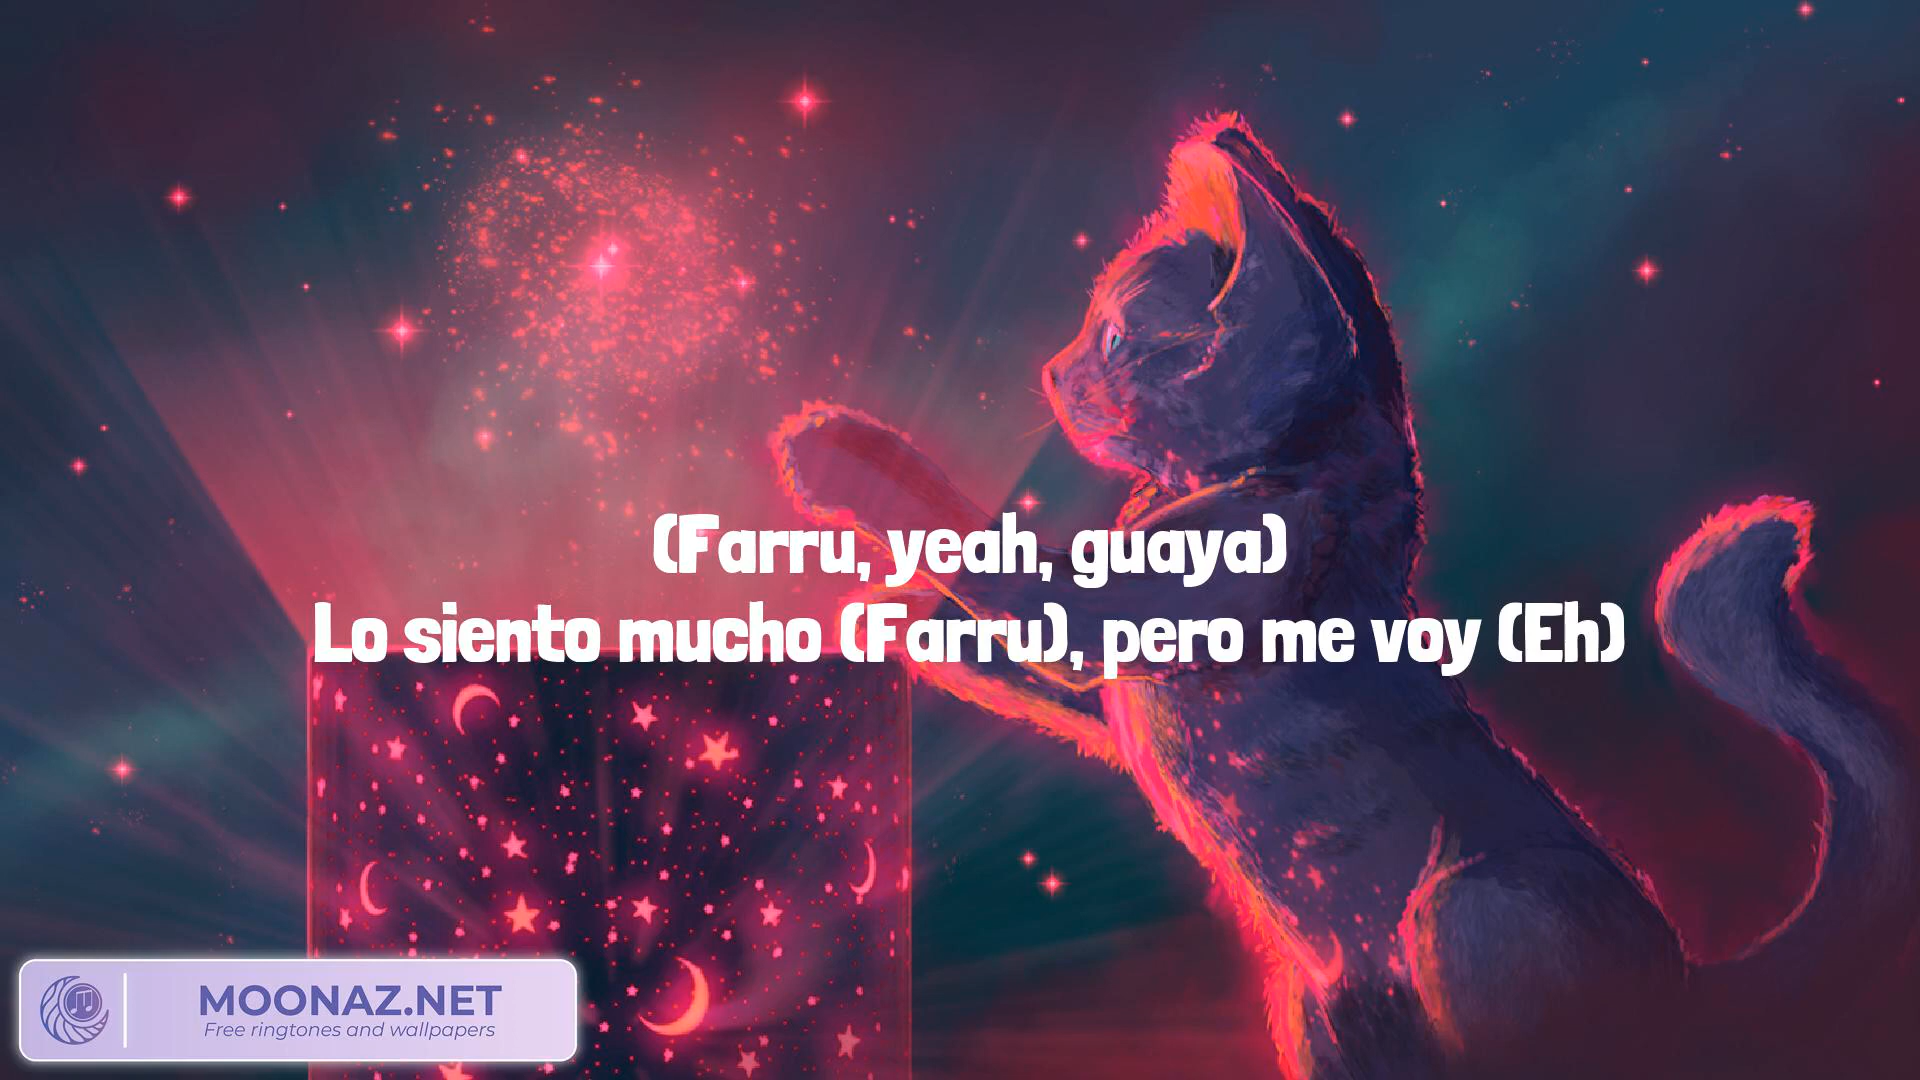 (Farru, yeah, guaya)
Lo siento mucho (Farru), pero me voy (Eh)
MOONAZ.NET
Free ringtones and wallpapers